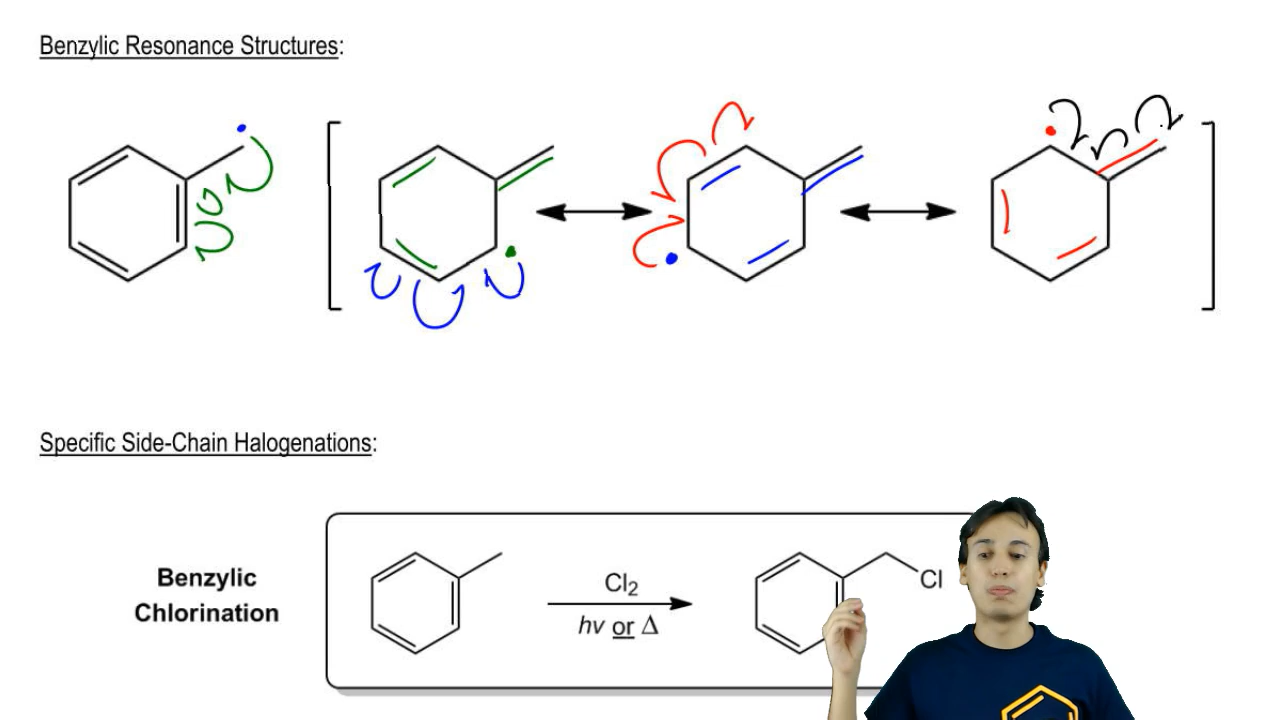 Benzylic Resonance Structures:
Specific Side-Chain Halogenations:
Benzylic
Chlorination
Cl₂
hv or Δ
Cl